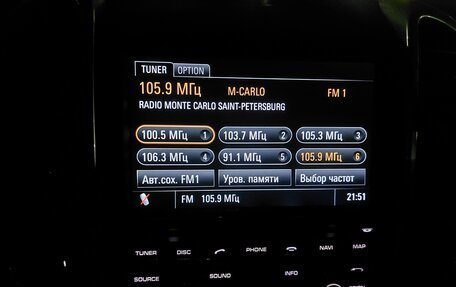 TUNER OPTION
105.9 МГц M-CARLO FM 1
RADIO MONTE CARLO SAINT-PETERSBURG
100.5 МГц 1 103.7 МГц 2 105.3 МГц 3
106.3 МГц 4 91.1 МГц 5 105.9 МГц 6
Авт.сох. FM1 Уров. памяти Выбор частот
FM 105.9 МГц 21:51
TUNER DISC PHONE NAVI MAP
SOURCE SOUND INFO